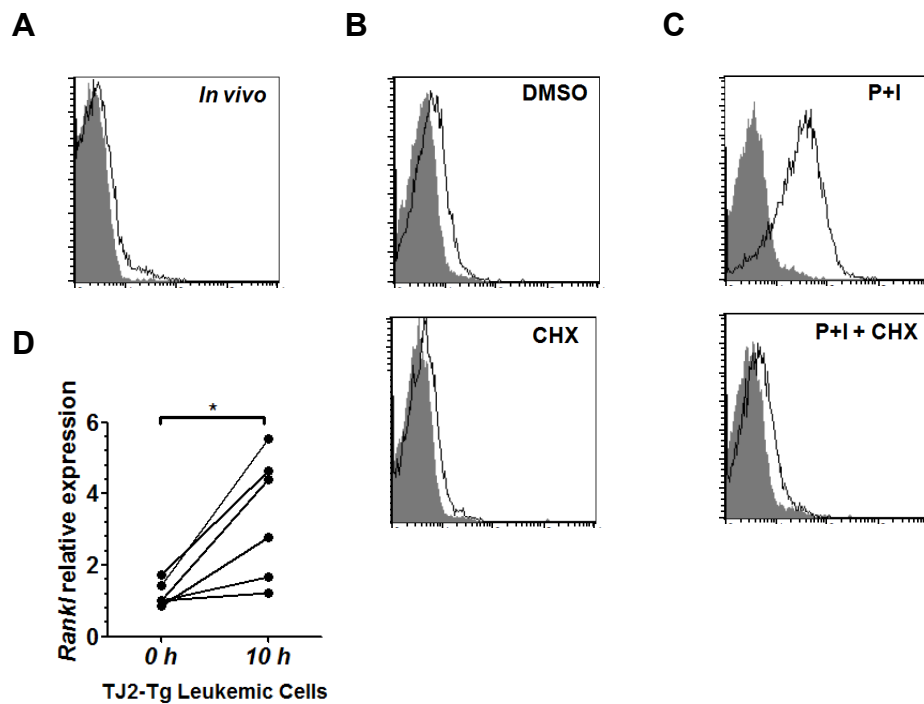 A
B
C
In vivo
DMSO
P+I
CHX
P+I + CHX
D
Rankl relative expression
6
4
2
0
*
0 h
10 h
TJ2-Tg Leukemic Cells